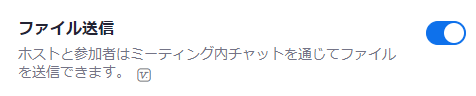 ファイル送信
ホストと参加者はミーティング内チャットを通じてファイル
を送信できます。